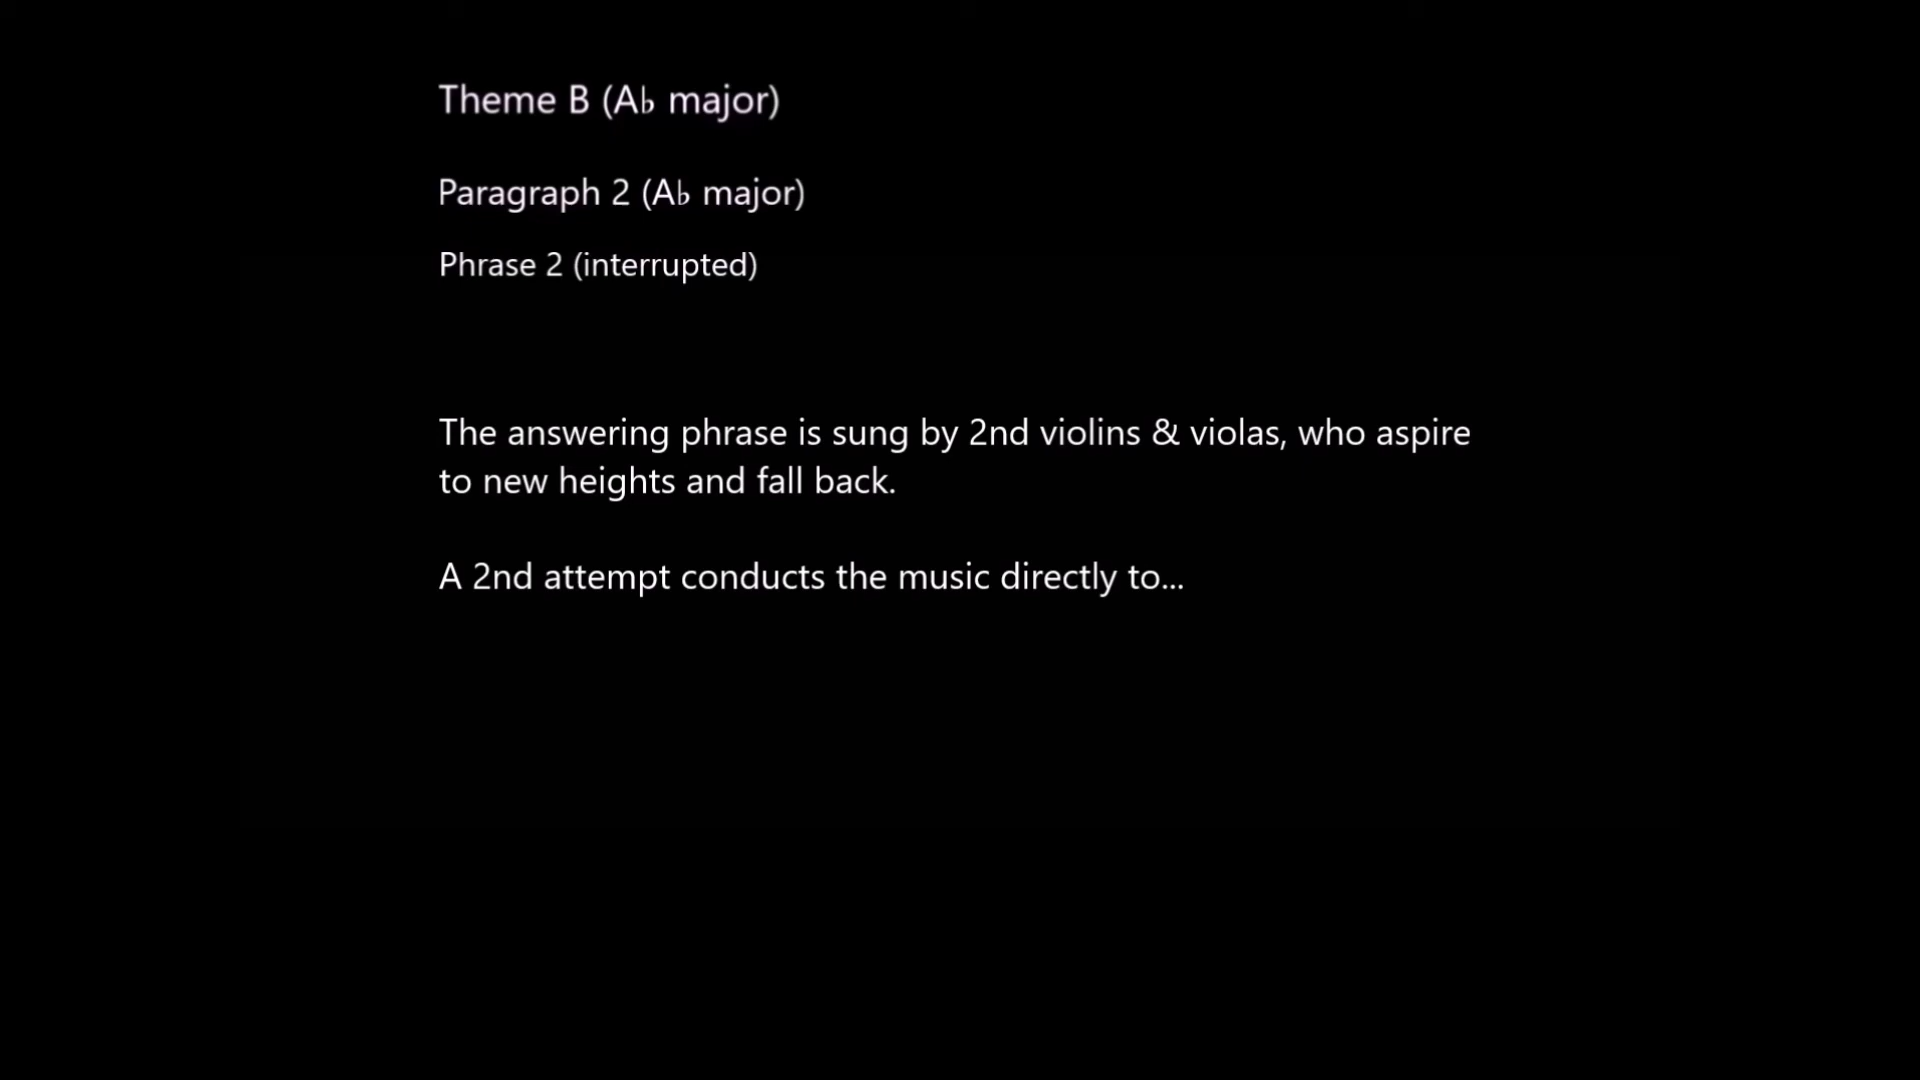 Theme B (A♭ major)
Paragraph 2 (A♭ major)
Phrase 2 (interrupted)
The answering phrase is sung by 2nd violins & violas, who aspire
to new heights and fall back.
A 2nd attempt conducts the music directly to...